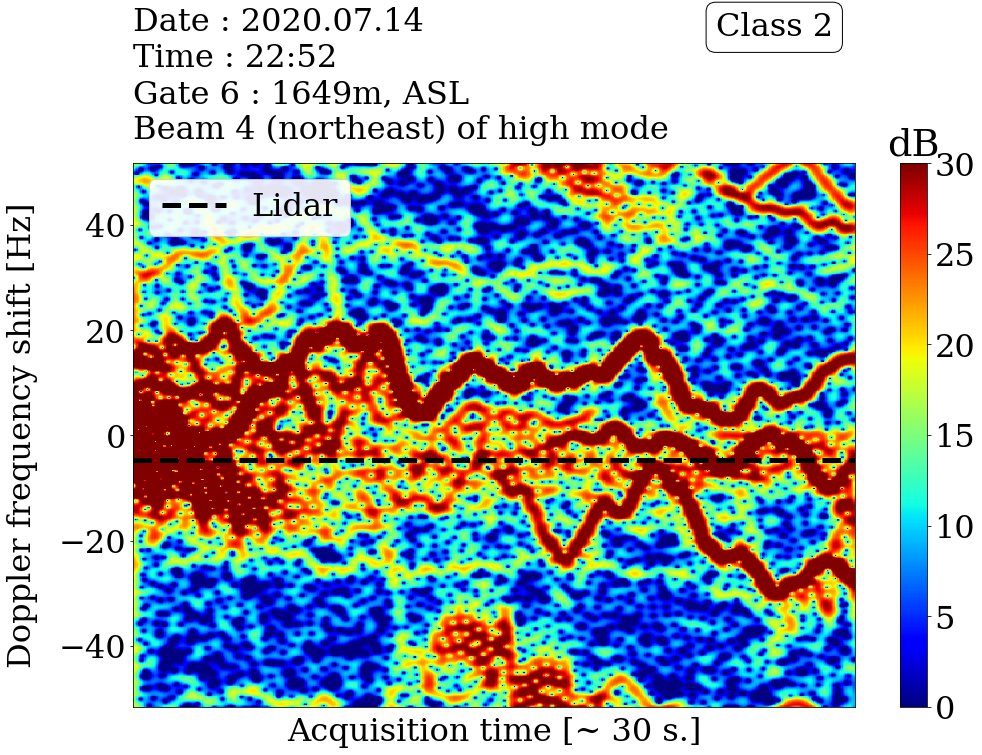 Date : 2020.07.14
Time : 22:52
Gate 6 : 1649m, ASL
Beam 4 (northeast) of high mode
Class 2
dB
Lidar
Doppler frequency shift [Hz]
40
20
0
−20
−40
Acquisition time [~ 30 s.]
30
25
20
15
10
5
0